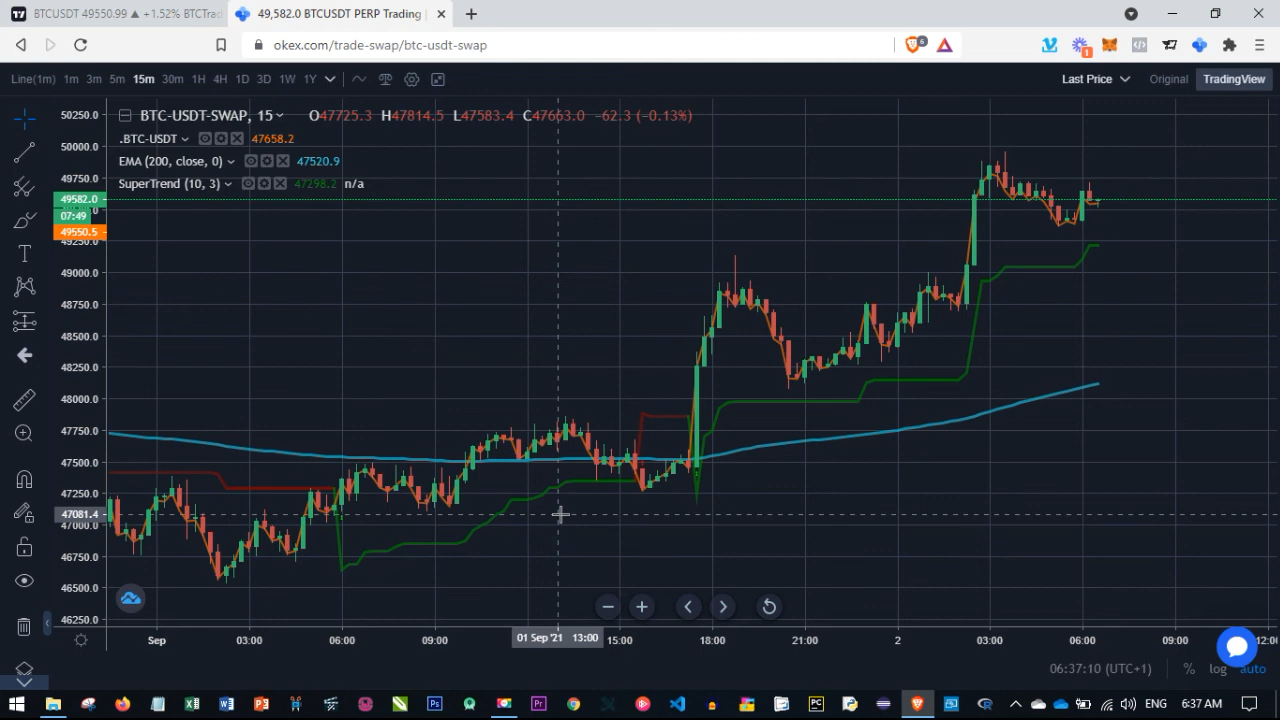 BTCUSDT 49550.99 ▲ +1.52% BTCTrad
49,582.0 BTCUSDT PERP Trading
okex.com/trade-swap/btc-usdt-swap
6
1
Line(1m) 1m 3m 5m 15m 30m 1H 4H 1D 3D 1W 1Y
Last Price Original TradingView
BTC-USDT-SWAP, 15 O47725.3 H47814.5 L47583.4 C47663.0 -62.3 (-0.13%)
.BTC-USDT 47658.2
EMA (200, close, 0) 47520.9
SuperTrend (10, 3) 47298.2 n/a
50250.0
50000.0
49750.0
49582.0
07:49
49550.5
49250.0
49000.0
48750.0
48500.0
48250.0
48000.0
47750.0
47500.0
47250.0
47081.4
47000.0
46750.0
46500.0
46250.0
Sep 03:00 06:00 09:00 01 Sep '21 13:00 15:00 18:00 21:00 2 03:00 06:00 09:00 12:00
06:37:10 (UTC+1) % log auto
ENG 6:37 AM